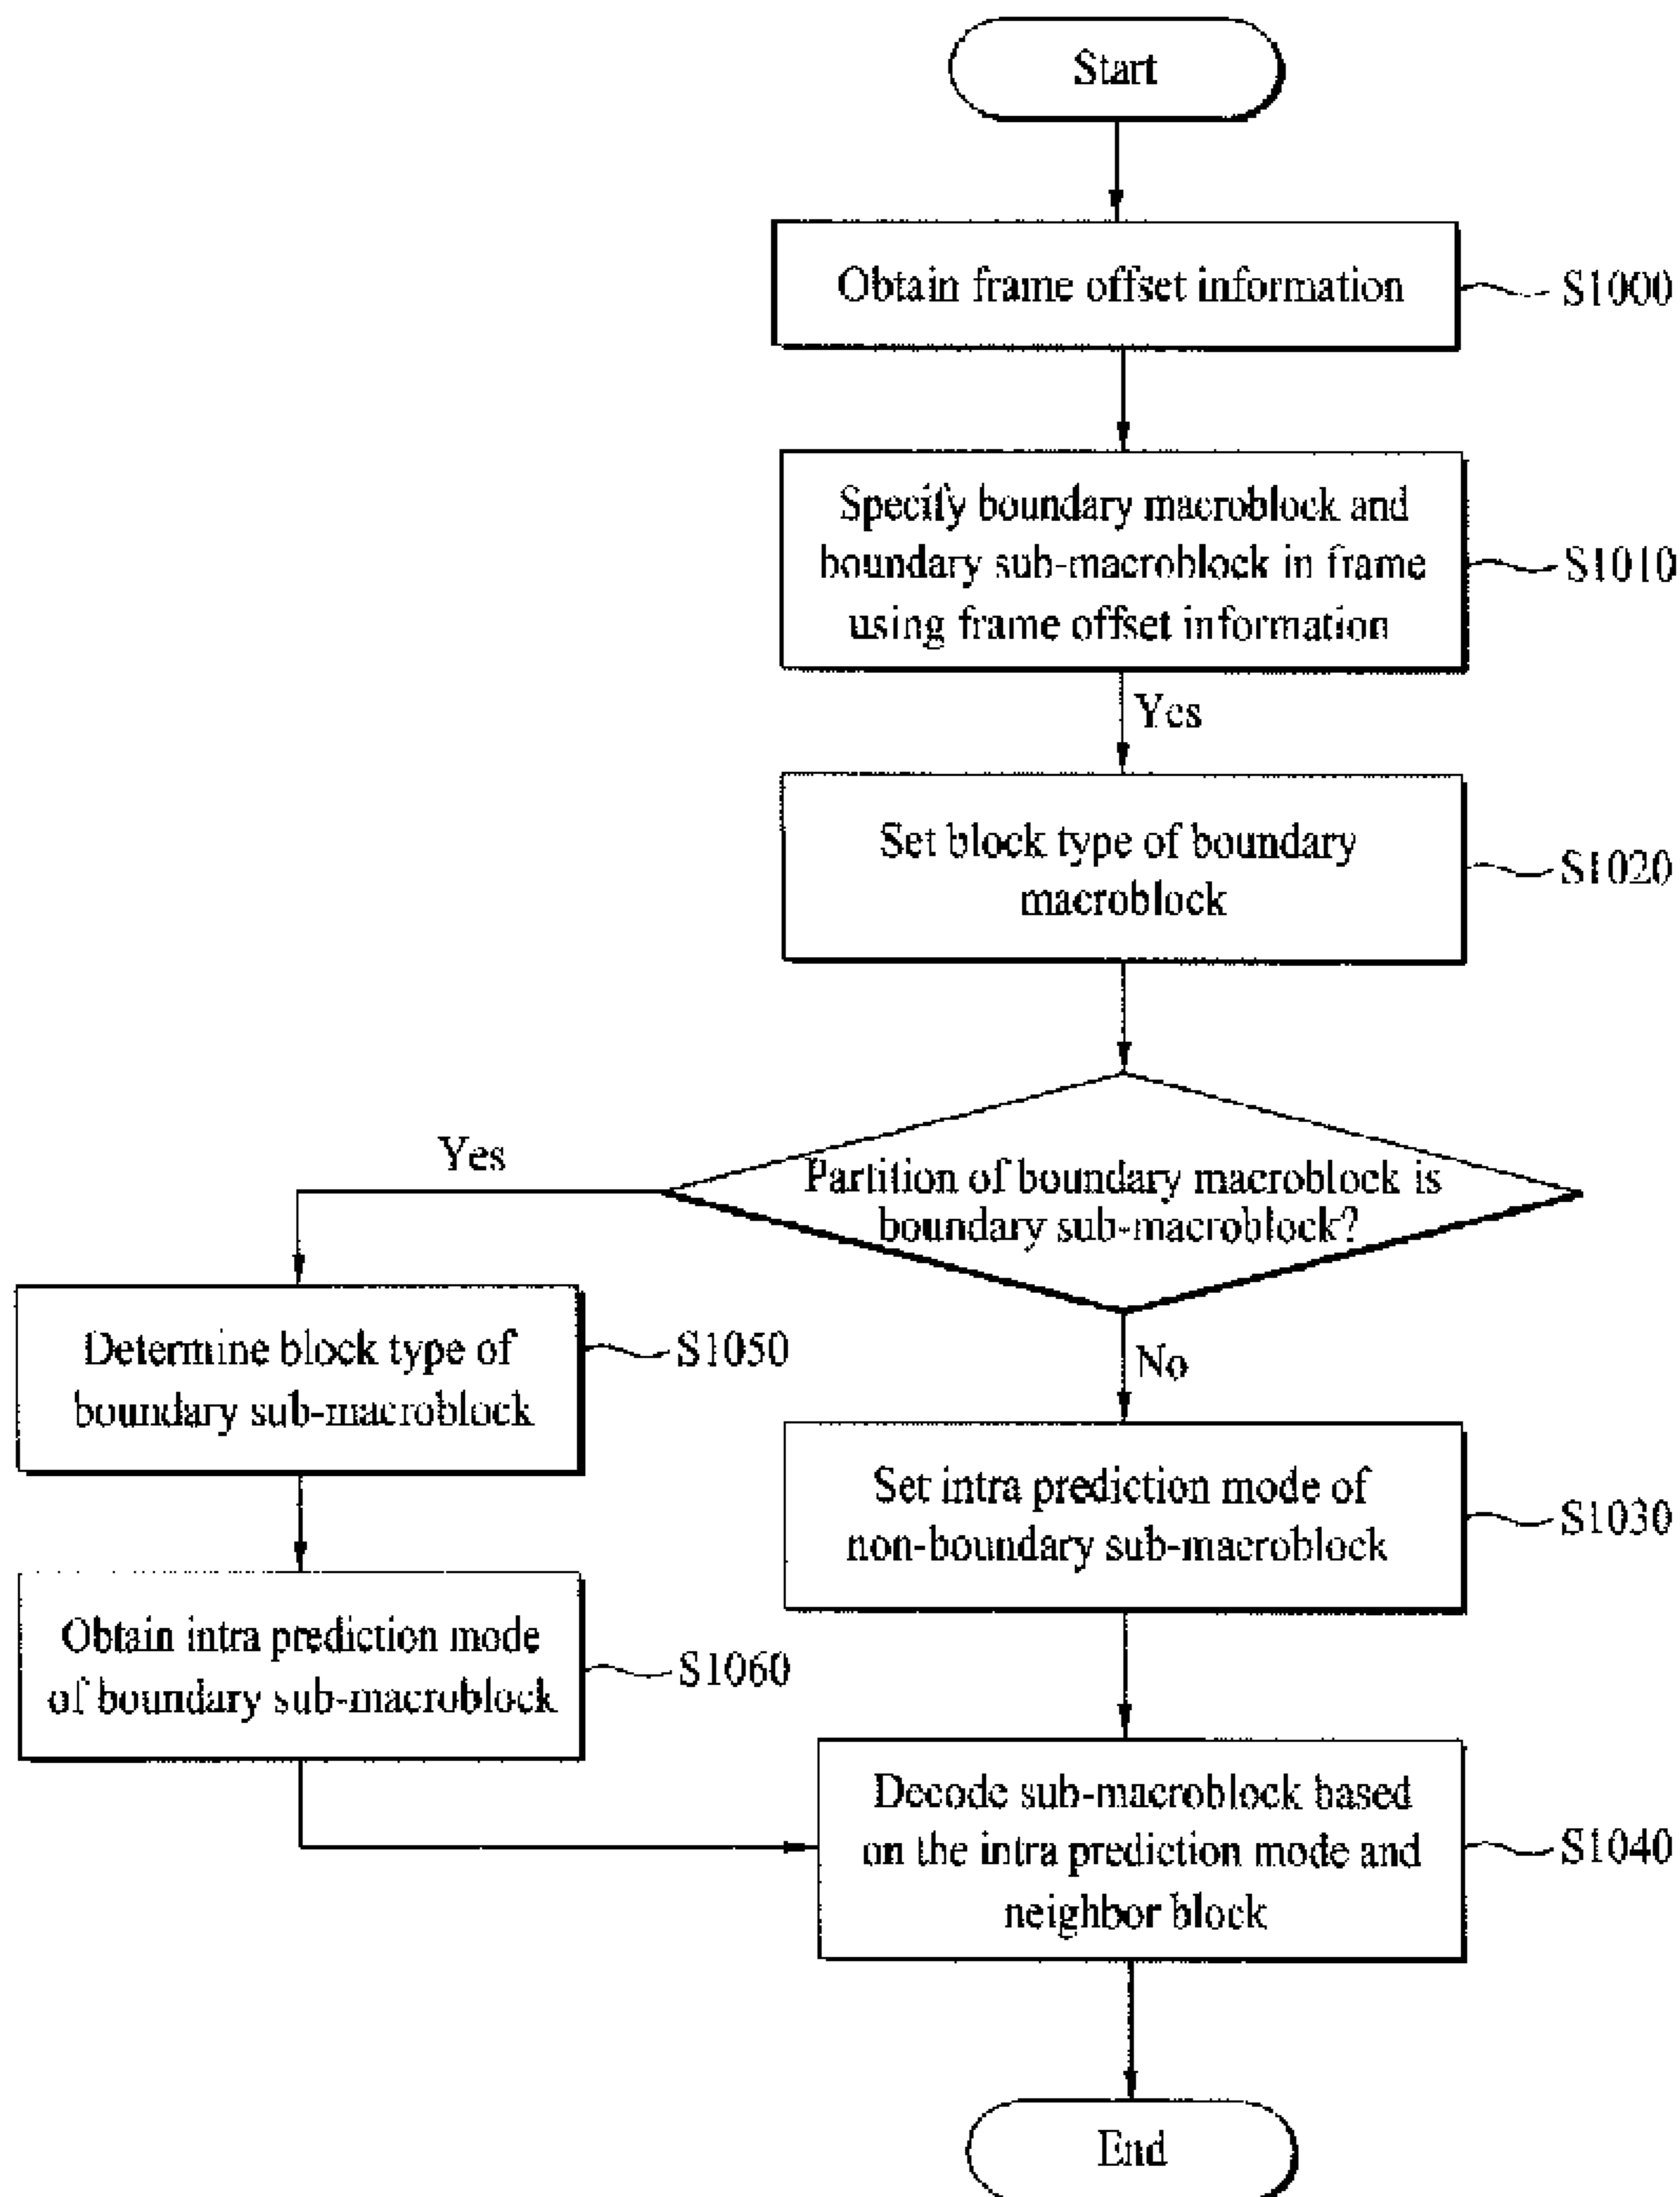 Start
Obtain frame offset information
S1000
Specify boundary macroblock and
boundary sub-macroblock in frame
using frame offset information
S1010
Yes
Set block type of boundary
macroblock
S1020
Partition of boundary macroblock is
boundary sub-macroblock?
Yes
No
Determine block type of
boundary sub-macroblock
S1050
Set intra prediction mode of
non-boundary sub-macroblock
S1030
Obtain intra prediction mode
of boundary sub-macroblock
S1060
Decode sub-macroblock based
on the intra prediction mode and
neighbor block
S1040
End